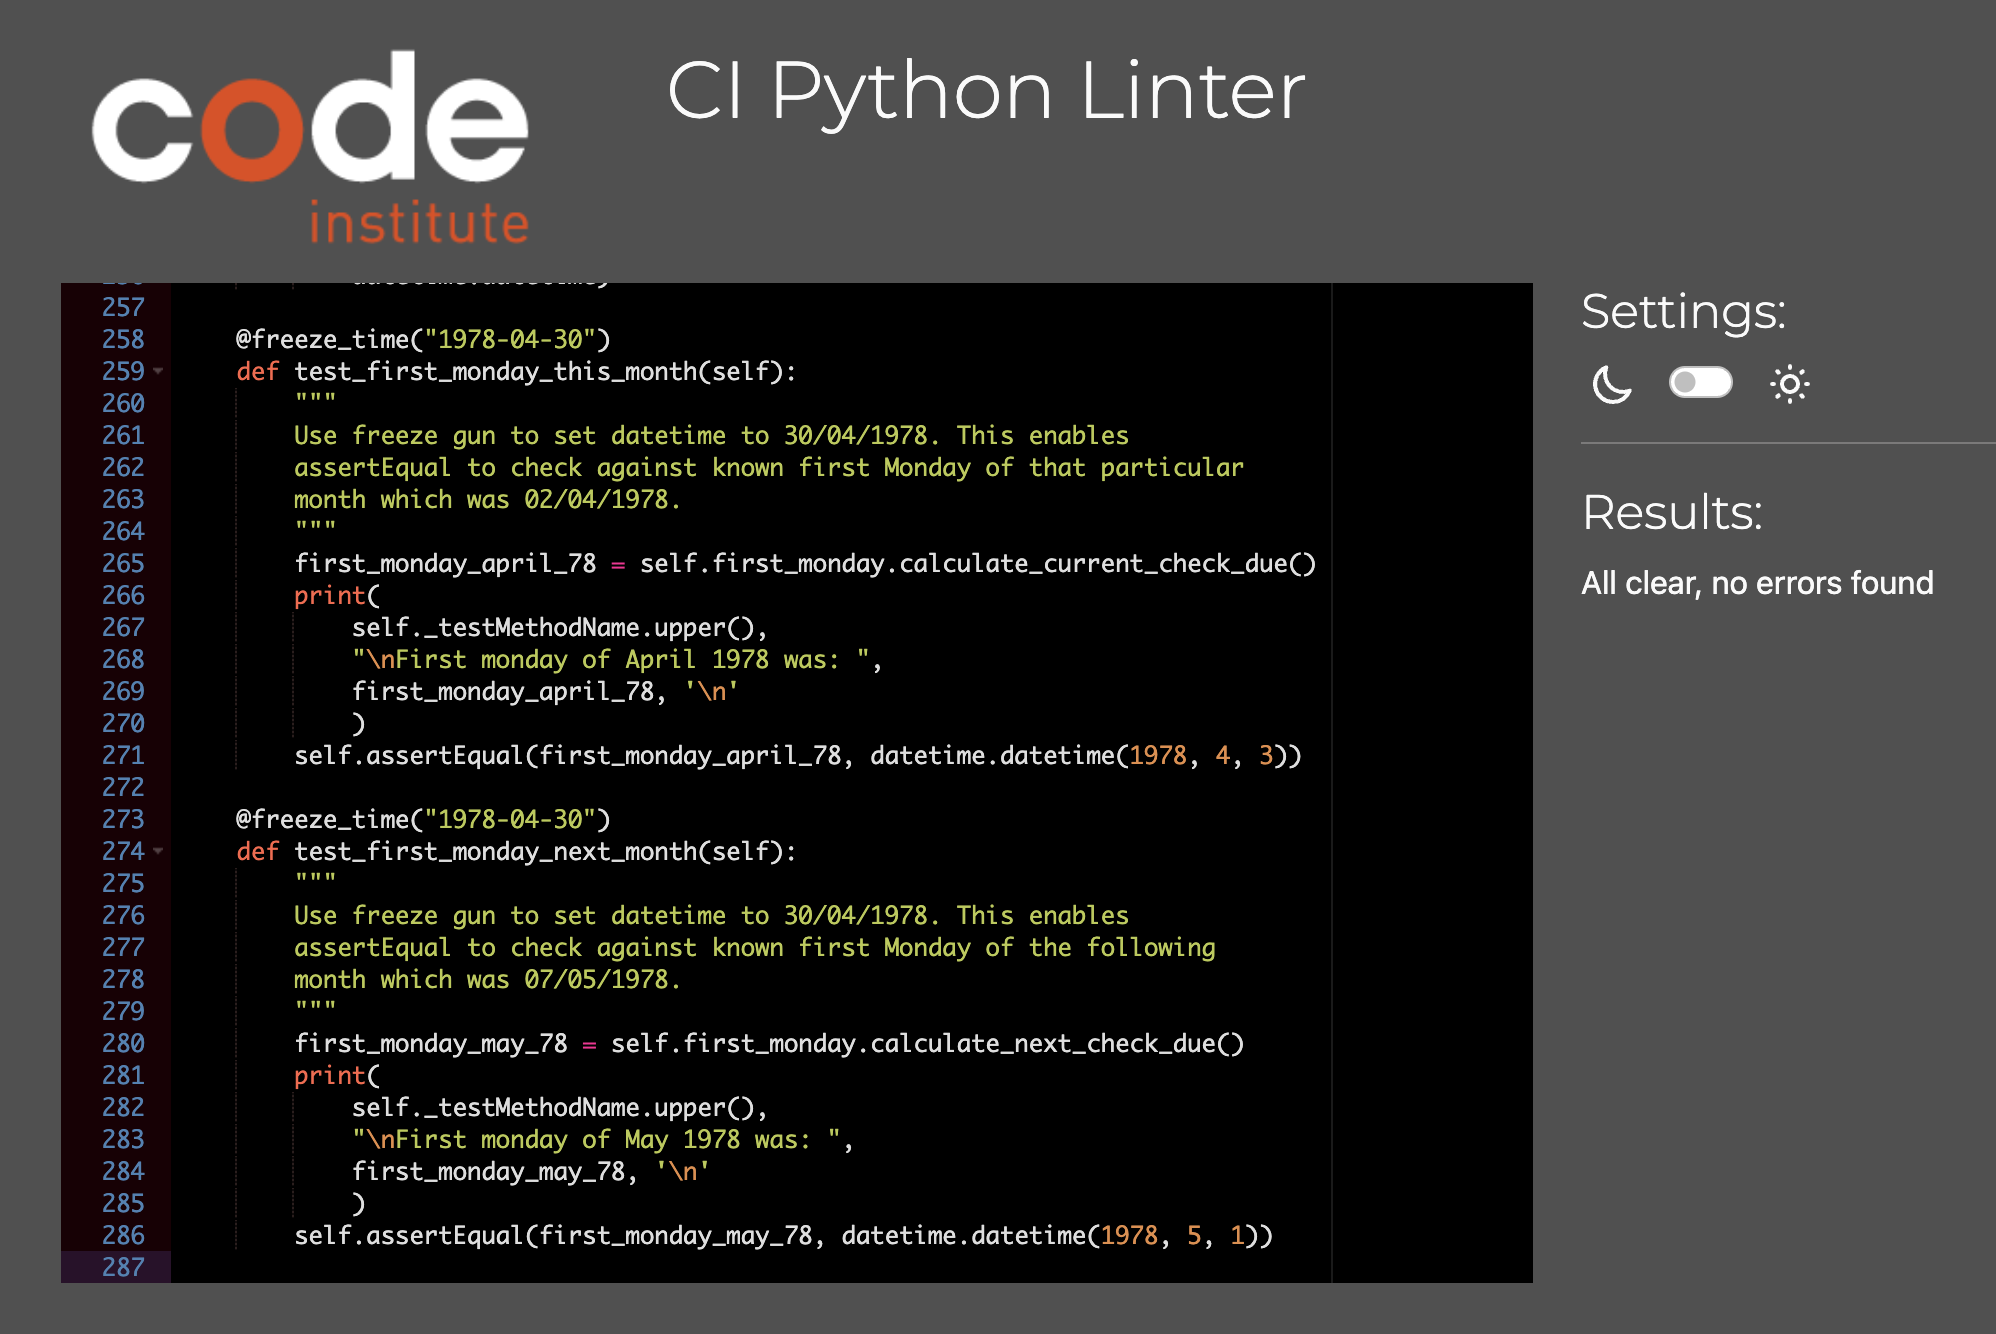 code
institute
CI Python Linter
257
258 @freeze_time("1978-04-30")
259 def test_first_monday_this_month(self):
260 """
261 Use freeze gun to set datetime to 30/04/1978. This enables
262 assertEqual to check against known first Monday of that particular
263 month which was 02/04/1978.
264 """
265 first_monday_april_78 = self.first_monday.calculate_current_check_due()
266 print(
267 self._testMethodName.upper(),
268 "\nFirst monday of April 1978 was: ",
269 first_monday_april_78, '\n'
270 )
271 self.assertEqual(first_monday_april_78, datetime.datetime(1978, 4, 3))
272
273 @freeze_time("1978-04-30")
274 def test_first_monday_next_month(self):
275 """
276 Use freeze gun to set datetime to 30/04/1978. This enables
277 assertEqual to check against known first Monday of the following
278 month which was 07/05/1978.
279 """
280 first_monday_may_78 = self.first_monday.calculate_next_check_due()
281 print(
282 self._testMethodName.upper(),
283 "\nFirst monday of May 1978 was: ",
284 first_monday_may_78, '\n'
285 )
286 self.assertEqual(first_monday_may_78, datetime.datetime(1978, 5, 1))
287
Settings:
Results:
All clear, no errors found